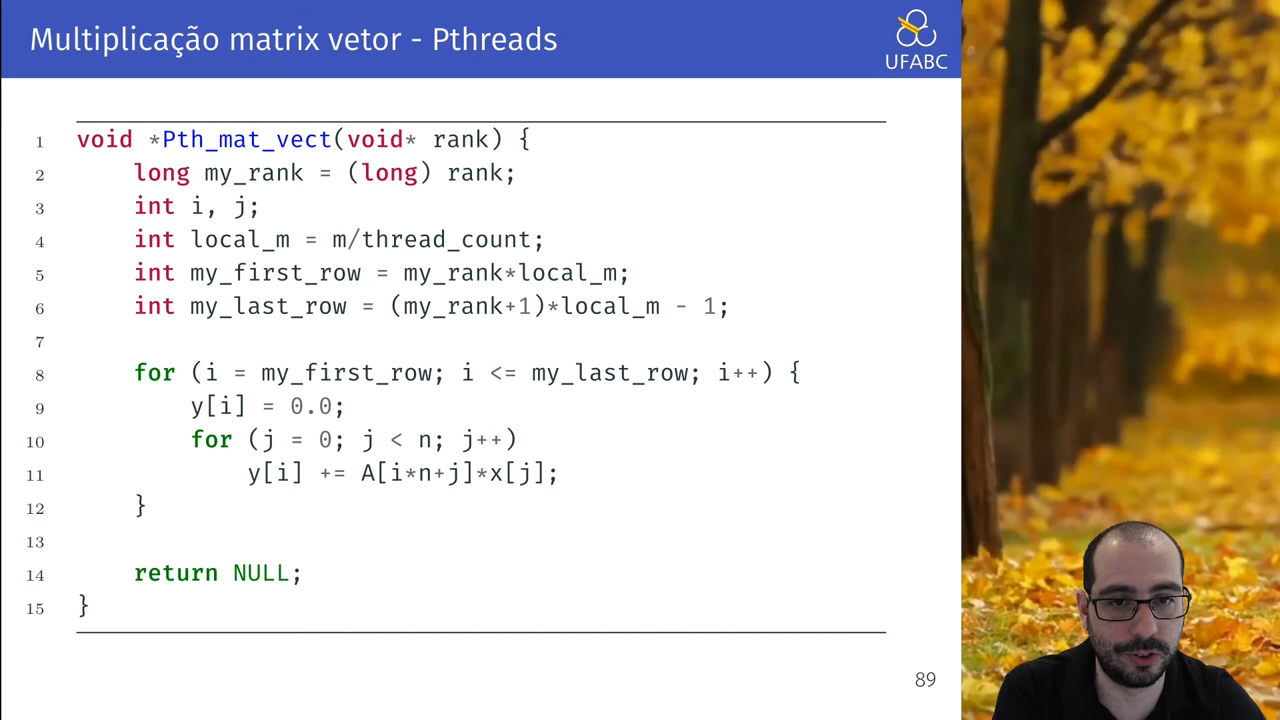 Multiplicação matrix vetor - Pthreads
UFABC
1 void *Pth_mat_vect(void* rank) {
2 long my_rank = (long) rank;
3 int i, j;
4 int local_m = m/thread_count;
5 int my_first_row = my_rank*local_m;
6 int my_last_row = (my_rank+1)*local_m - 1;
7
8 for (i = my_first_row; i <= my_last_row; i++) {
9 y[i] = 0.0;
10 for (j = 0; j < n; j++)
11 y[i] += A[i*n+j]*x[j];
12 }
13
14 return NULL;
15 }
89